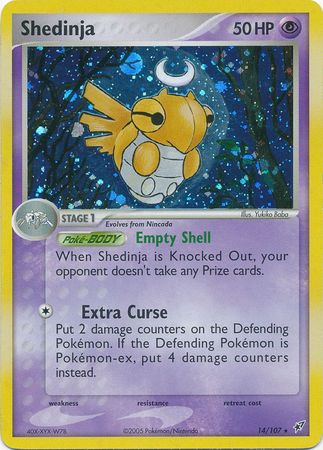 Shedinja
50 HP
Illus. Yukiko Baba
STAGE 1
Evolves from Nincada
Poké-BODY Empty Shell
When Shedinja is Knocked Out, your
opponent doesn't take any Prize cards.
Extra Curse
Put 2 damage counters on the Defending
Pokémon. If the Defending Pokémon is
Pokémon-ex, put 4 damage counters
instead.
weakness resistance retreat cost
40X-XYX-W7B ©2005 Pokémon/Nintendo 14/107 ★